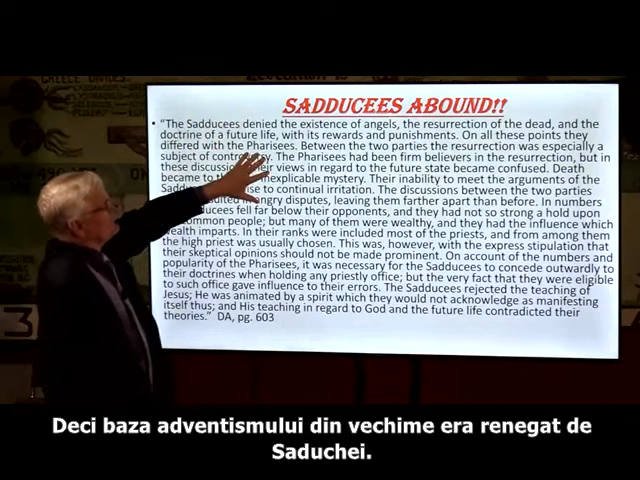 GREECE DIVIDES
SADDUCEES ABOUND!!
• "The Sadducees denied the existence of angels, the resurrection of the dead, and the
doctrine of a future life, with its rewards and punishments. On all these points they
differed with the Pharisees. Between the two parties the resurrection was especially a
subject of The Pharisees had been firm believers in the resurrection, but in
these views in regard to the future state became confused. Death
became to inexplicable mystery. Their inability to meet the arguments of the
rise to continual irritation. The discussions between the two parties
angry disputes, leaving them farther apart than before. In numbers
fell far below their opponents, and they had not so strong a hold upon
people; but many of them were wealthy, and they had the influence which
wealth imparts. In their ranks were included most of the priests, and from among them
the high priest was usually chosen. This was, however, with the express stipulation that
their skeptical opinions should not be made prominent. On account of the numbers and
popularity of the Pharisees, it was necessary for the Sadducees to concede outwardly to
their doctrines when holding any priestly office; but the very fact that they were eligible
to such office gave influence to their errors. The Sadducees rejected the teaching of
Jesus; He was animated by a spirit which they would not acknowledge as manifesting
itself thus; and His teaching in regard to God and the future life contradicted their
theories." DA, pg. 603
3
Deci baza adventismului din vechime era renegat de
Saduchei.